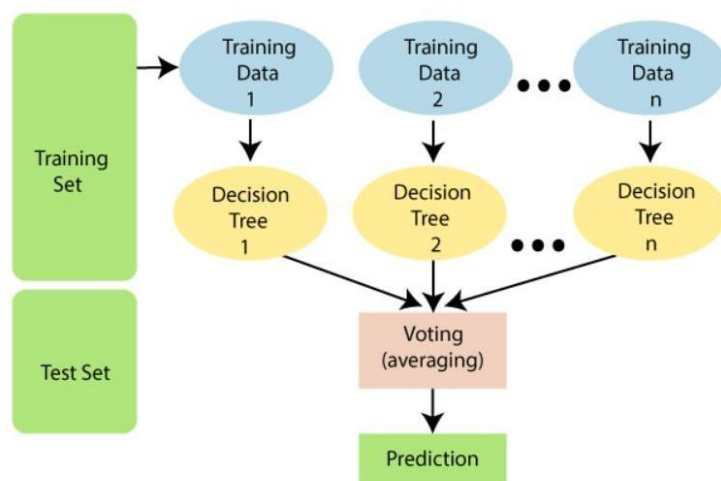 Training
Set
Test Set
Training
Data
1
Training
Data
2
Training
Data
n
Decision
Tree
1
Decision
Tree
2
Decision
Tree
n
Voting
(averaging)
Prediction